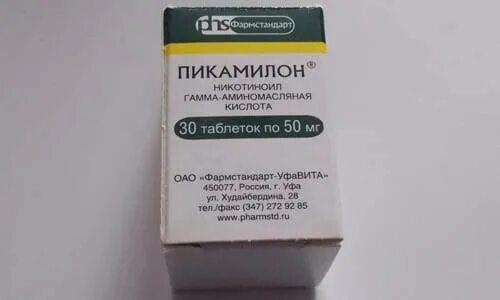 phs Фармстандарт
ПИКАМИЛОН®
НИКОТИНОИЛ
ГАММА-АМИНОМАСЛЯНАЯ
КИСЛОТА
30 таблеток по 50 мг
ОАО «Фармстандарт-УфаВИТА»
450077, Россия, г. Уфа
ул. Худайбердина, 28
тел./факс (347) 272 92 85
www.pharmstd.ru